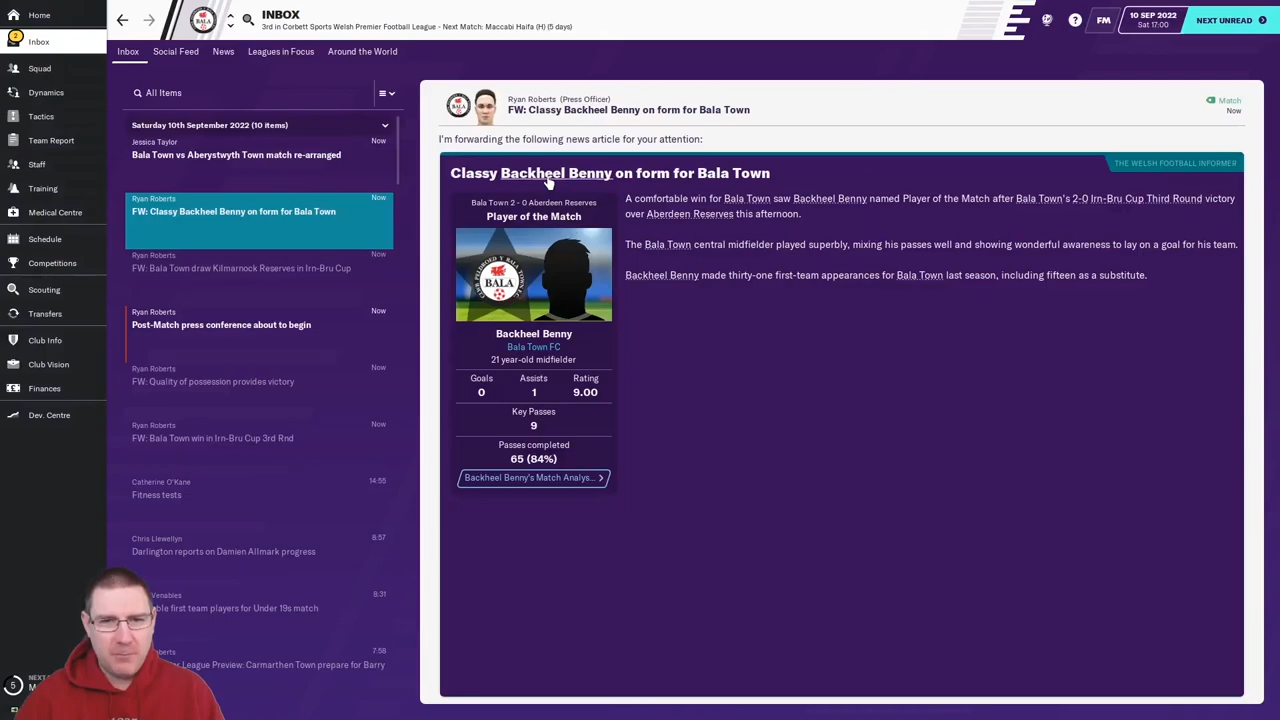 INBOX
3rd in Corbett Sports Welsh Premier Football League - Next Match: Maccabi Haifa (H) (5 days)
FM
10 SEP 2022
Sat 17:00
NEXT UNREAD
Home
2
Inbox
Squad
Dynamics
Tactics
Team Report
Staff
Training
Medical Centre
Schedule
Competitions
Scouting
Transfers
Club Info
Club Vision
Finances
Dev. Centre
5
Inbox
Social Feed
News
Leagues in Focus
Around the World
All Items
Saturday 10th September 2022 (10 items)
Jessica Taylor
Now
Bala Town vs Aberystwyth Town match re-arranged
Ryan Roberts
Now
FW: Classy Backheel Benny on form for Bala Town
Ryan Roberts
Now
FW: Bala Town draw Kilmarnock Reserves in Irn-Bru Cup
Ryan Roberts
Now
Post-Match press conference about to begin
Ryan Roberts
Now
FW: Quality of possession provides victory
Ryan Roberts
Now
FW: Bala Town win in Irn-Bru Cup 3rd Rnd
Catherine O'Kane
14:55
Fitness tests
Chris Llewellyn
8:57
Darlington reports on Damien Allmark progress
Venables
8:31
first team players for Under 19s match
7:58
League Preview: Carmarthen Town prepare for Barry
Ryan Roberts (Press Officer)
FW: Classy Backheel Benny on form for Bala Town
Match
Now
I'm forwarding the following news article for your attention:
THE WELSH FOOTBALL INFORMER
Classy Backheel Benny on form for Bala Town
Bala Town 2 - 0 Aberdeen Reserves
Player of the Match
BALA
Backheel Benny
Bala Town FC
21 year-old midfielder
Goals Assists Rating
0 1 9.00
Key Passes
9
Passes completed
65 (84%)
Backheel Benny's Match Analys...
A comfortable win for Bala Town saw Backheel Benny named Player of the Match after Bala Town's 2-0 Irn-Bru Cup Third Round victory
over Aberdeen Reserves this afternoon.
The Bala Town central midfielder played superbly, mixing his passes well and showing wonderful awareness to lay on a goal for his team.
Backheel Benny made thirty-one first-team appearances for Bala Town last season, including fifteen as a substitute.